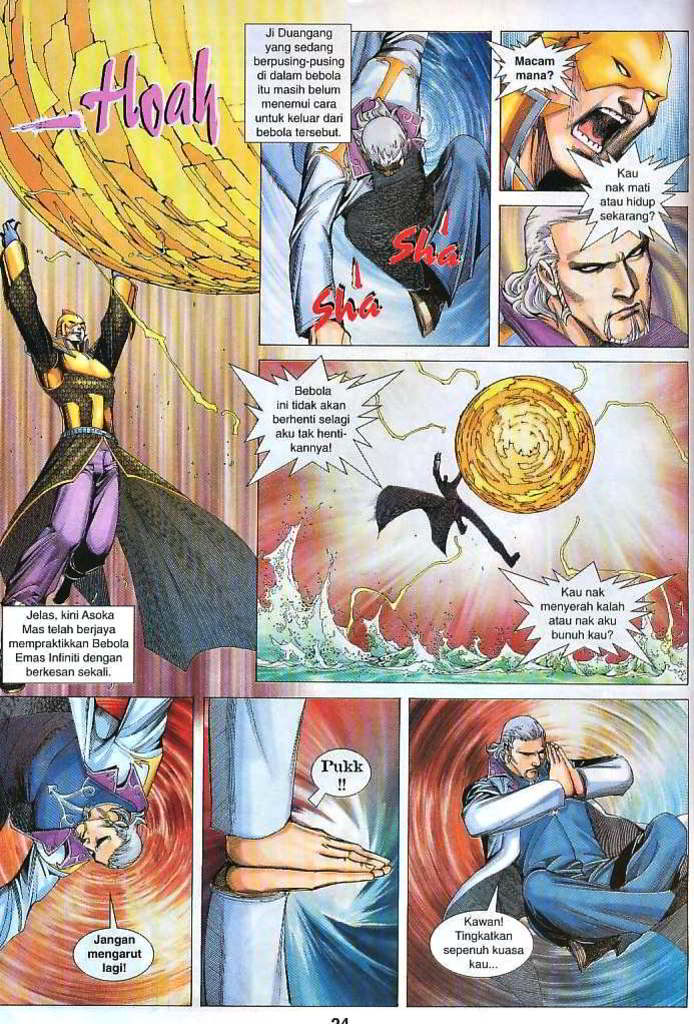 Hoah
Ji Duangang
yang sedang
berpusing-pusing
di dalam bebola
itu masih belum
menemui cara
untuk keluar dari
bebola tersebut.
Sha
Sha
Macam
mana?
Kau
nak mati
atau hidup
sekarang?
Bebola
ini tidak akan
berhenti selagi
aku tak henti-
kannya!
Kau nak
menyerah kalah
atau nak aku
bunuh kau?
Jelas, kini Asoka
Mas telah berjaya
mempraktikkan Bebola
Emas Infiniti dengan
berkesan sekali.
Jangan
mengarut
lagi!
Pukk
!!
Kawan!
Tingkatkan
sepenuh kuasa
kau...
24